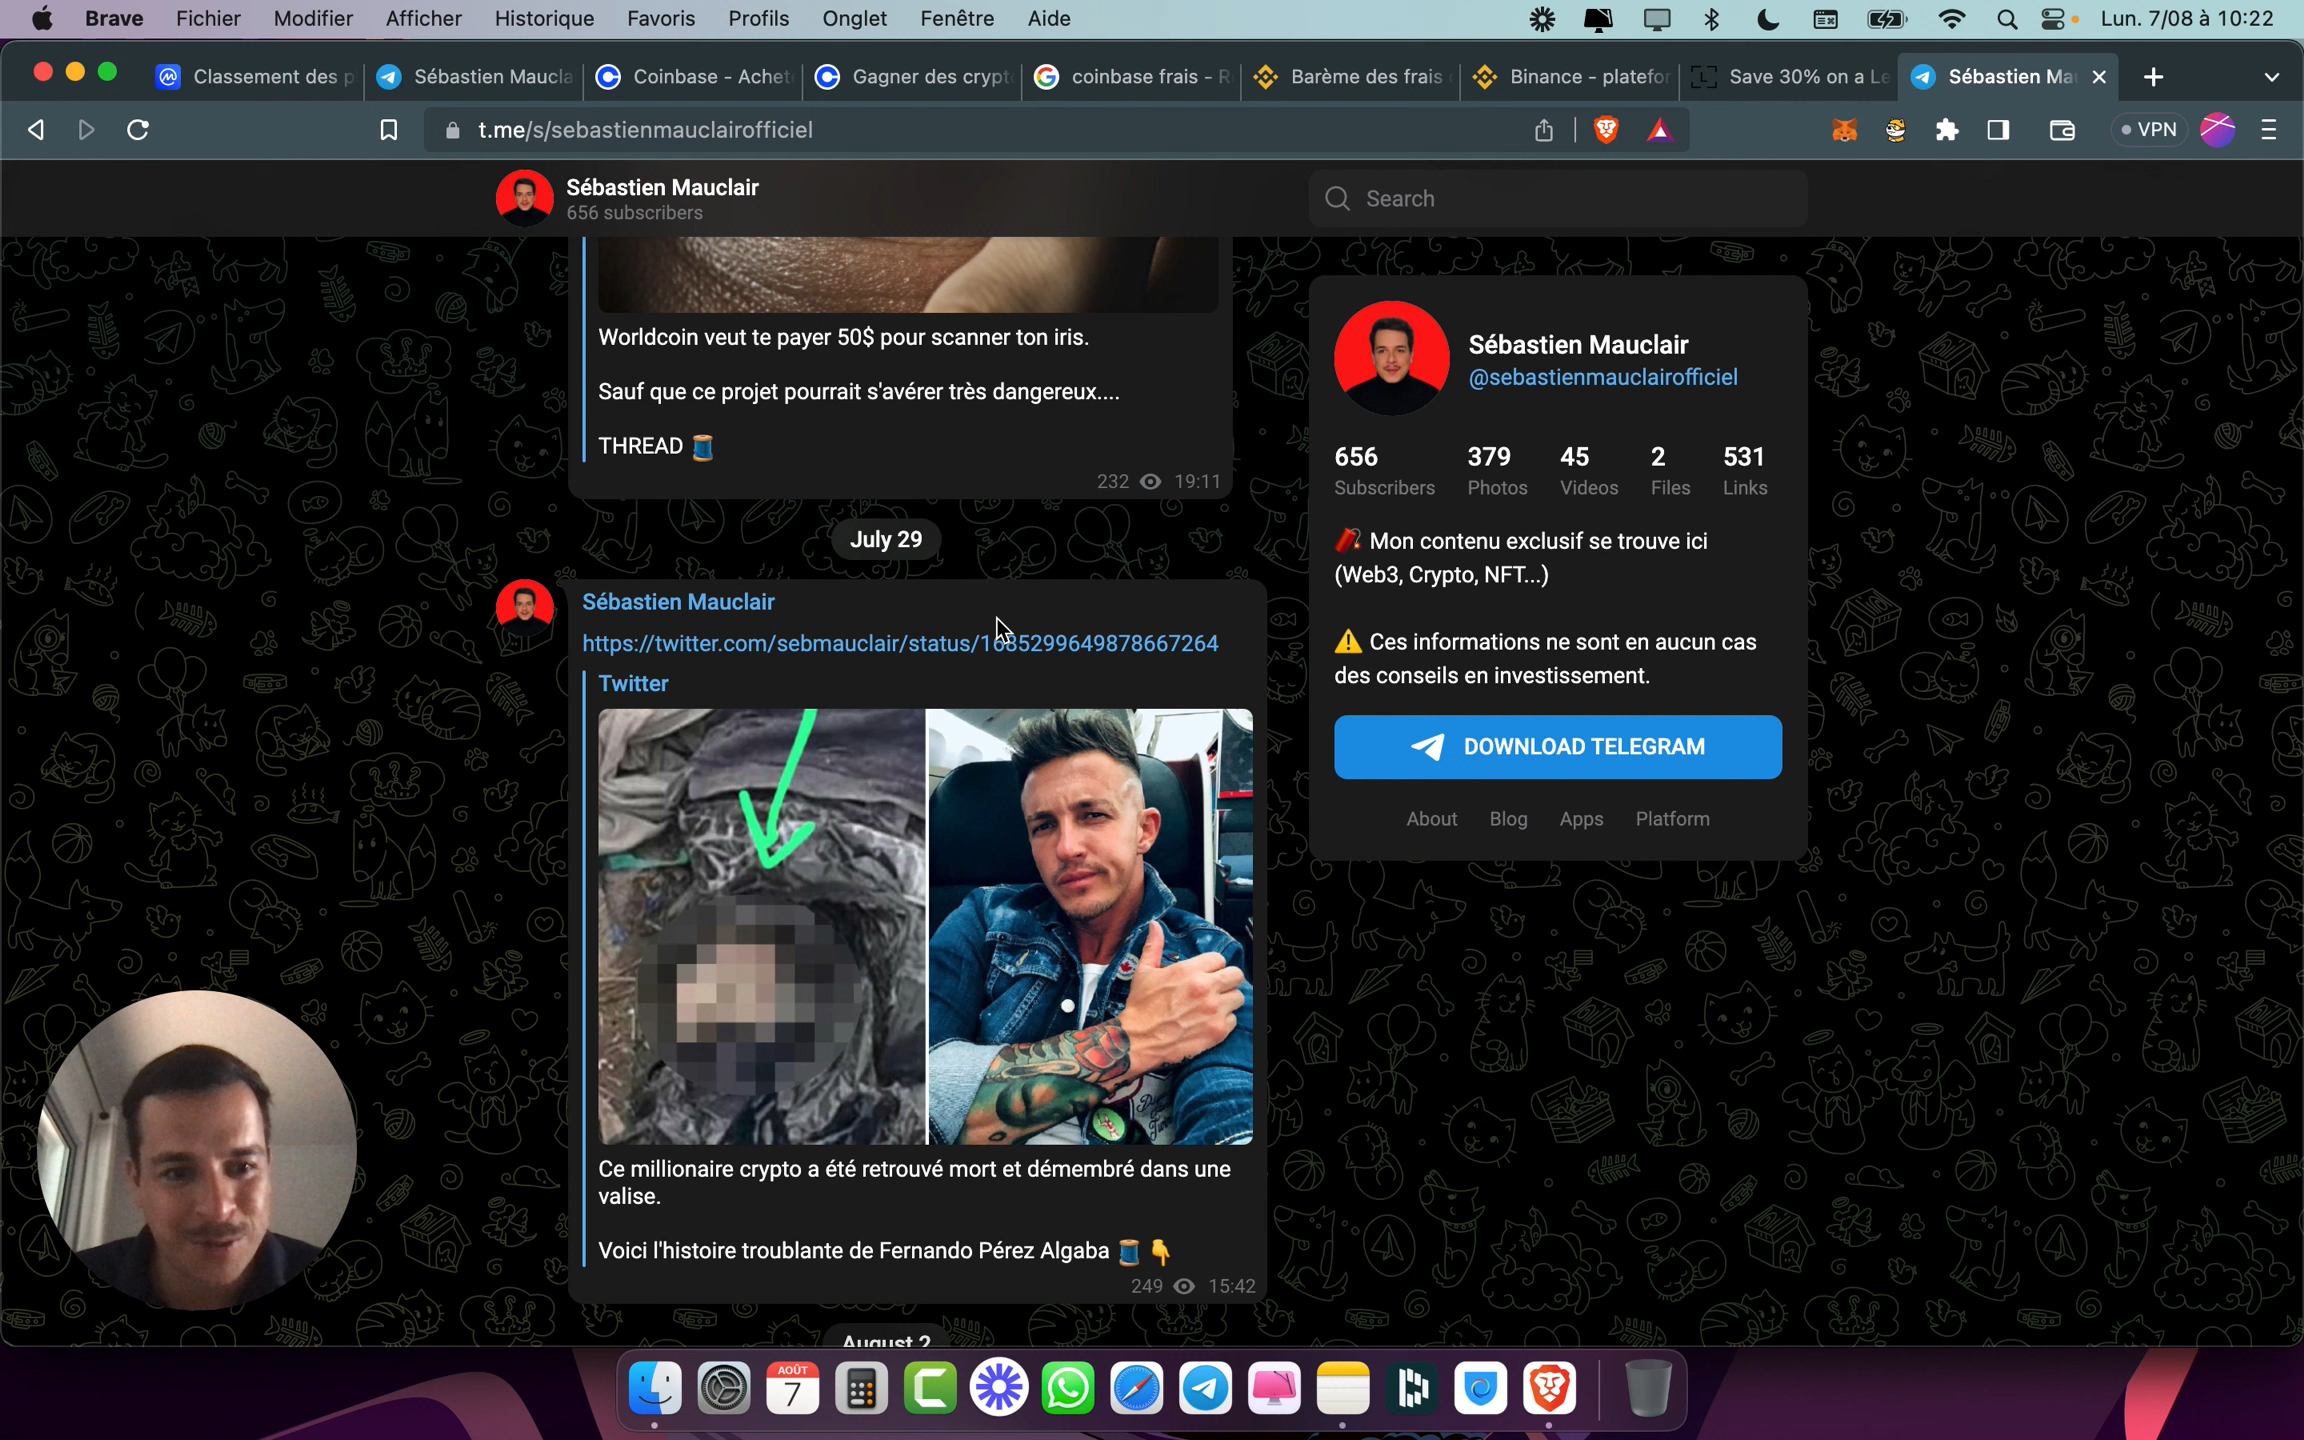 Brave Fichier Modifier Afficher Historique Favoris Profils Onglet Fenêtre Aide
Lun. 7/08 à 10:22
Classement des p
Sébastien Maucla
Coinbase - Achet
Gagner des crypt
coinbase frais - R
Barème des frais
Binance - platefor
Save 30% on a Le
Sébastien Ma
t.me/s/sebastienmauclairofficiel
VPN
Sébastien Mauclair
656 subscribers
Search
Worldcoin veut te payer 50$ pour scanner ton iris.
Sauf que ce projet pourrait s'avérer très dangereux....
THREAD 🧵
232 19:11
July 29
Sébastien Mauclair
https://twitter.com/sebmauclair/status/1685299649878667264
Twitter
Ce millionaire crypto a été retrouvé mort et démembré dans une
valise.
Voici l'histoire troublante de Fernando Pérez Algaba 🧵 👇
249 15:42
August 2
Sébastien Mauclair
@sebastienmauclairofficiel
656 379 45 2 531
Subscribers Photos Videos Files Links
🧨 Mon contenu exclusif se trouve ici
(Web3, Crypto, NFT...)
⚠️ Ces informations ne sont en aucun cas
des conseils en investissement.
DOWNLOAD TELEGRAM
About Blog Apps Platform
AOÛT
7